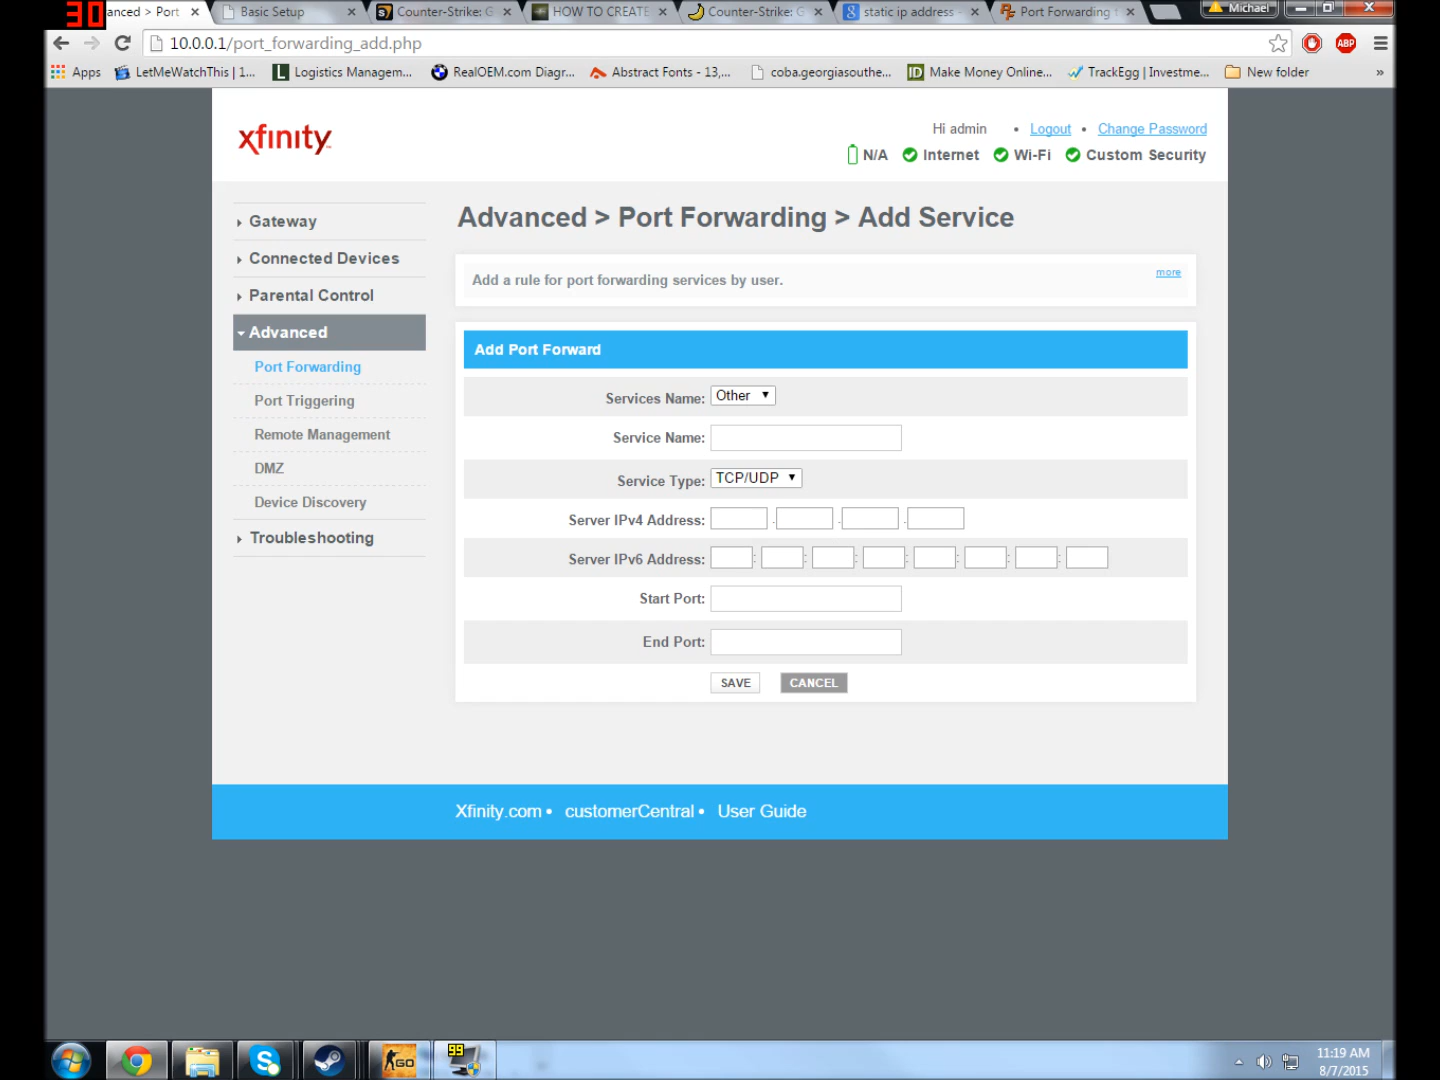 30
anced > Port
Basic Setup
Counter-Strike: G
HOW TO CREATE
Counter-Strike: G
static ip address -
Port Forwarding
Michael
10.0.0.1/port_forwarding_add.php
ABP
Apps
LetMeWatchThis | 1...
Logistics Managem...
RealOEM.com Diagr...
Abstract Fonts - 13,...
coba.georgiasouthe...
Make Money Online...
TrackEgg | Investme...
New folder
»
xfinity
Hi admin • Logout • Change Password
N/A Internet Wi-Fi Custom Security
Gateway
Connected Devices
Parental Control
Advanced
Port Forwarding
Port Triggering
Remote Management
DMZ
Device Discovery
Troubleshooting
Advanced > Port Forwarding > Add Service
Add a rule for port forwarding services by user.
more
Add Port Forward
Services Name: Other
Service Name:
Service Type: TCP/UDP
Server IPv4 Address:
Server IPv6 Address:
Start Port:
End Port:
SAVE CANCEL
Xfinity.com • customerCentral • User Guide
GO
99
11:19 AM
8/7/2015